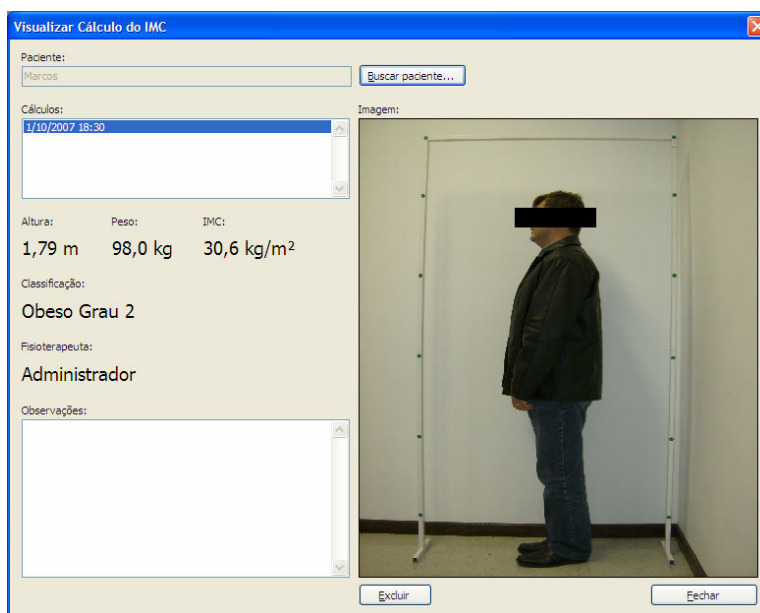 Visualizar Cálculo do IMC
Paciente:
Marcos
Buscar paciente...
Cálculos:
1/10/2007 18:30
Imagem:
Altura:
Peso:
IMC:
1,79 m
98,0 kg
30,6 kg/m²
Classificação:
Obeso Grau 2
Fisioterapeuta:
Administrador
Observações:
Excluir
Fechar